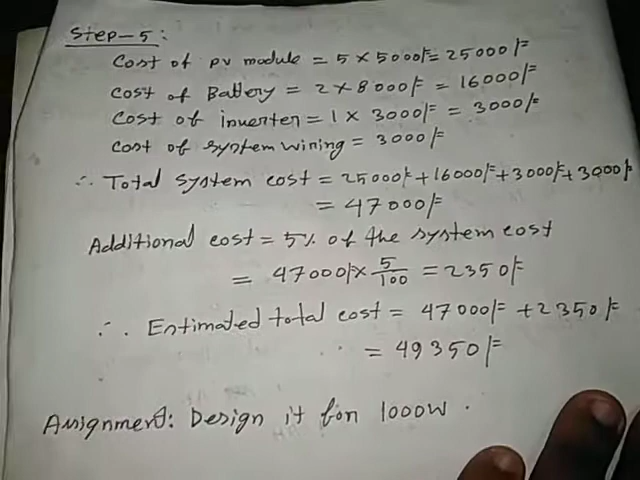 Step-5:
Cost of PV module = 5 × 5000/= = 25000/=
Cost of Battery = 2 × 8000/= = 16000/=
Cost of inverter = 1 × 3000/= = 3000/=
Cost of system wiring = 3000/=
∴ Total system cost = 25000/= + 16000/= + 3000/= + 3000/=
= 47000/=
Additional cost = 5% of the system cost
= 47000/= × 5/100 = 2350/=
∴ Estimated total cost = 47000/= + 2350/=
= 49350/=
Assignment: Design it for 1000W.